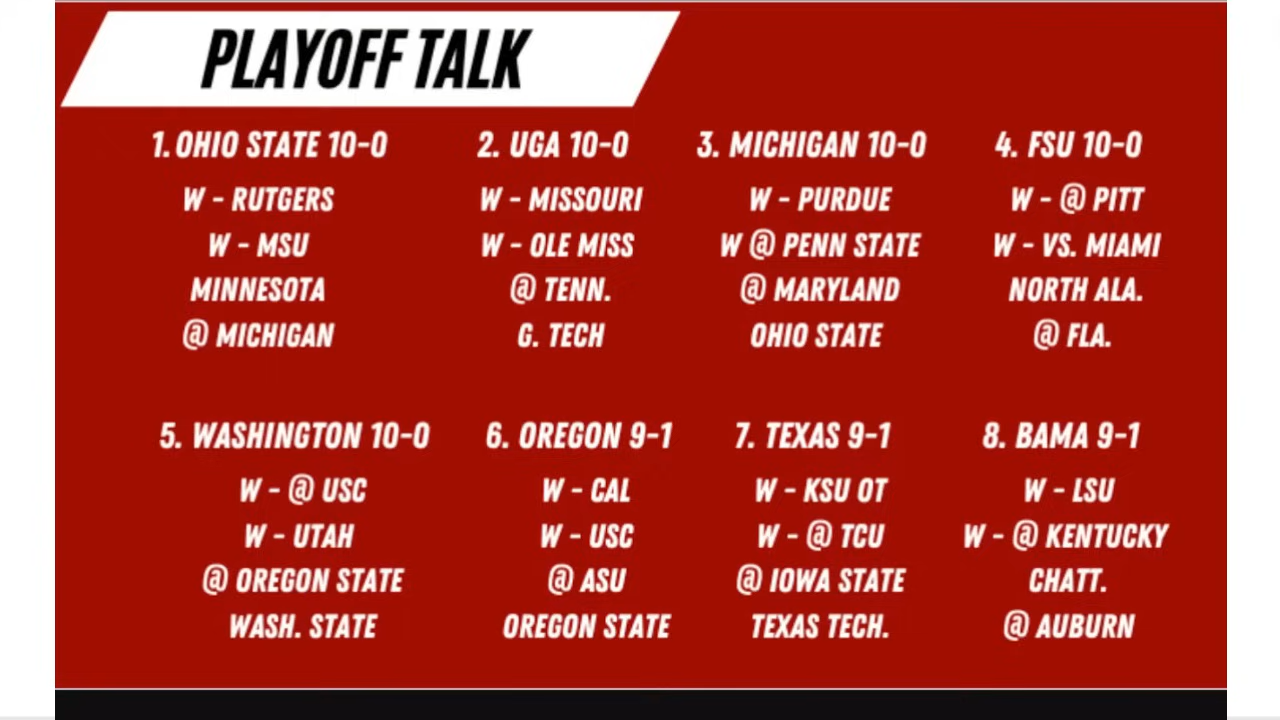 PLAYOFF TALK
1. OHIO STATE 10-0
W - RUTGERS
W - MSU
MINNESOTA
@ MICHIGAN
2. UGA 10-0
W - MISSOURI
W - OLE MISS
@ TENN.
G. TECH
3. MICHIGAN 10-0
W - PURDUE
W @ PENN STATE
@ MARYLAND
OHIO STATE
4. FSU 10-0
W - @ PITT
W - VS. MIAMI
NORTH ALA.
@ FLA.
5. WASHINGTON 10-0
W - @ USC
W - UTAH
@ OREGON STATE
WASH. STATE
6. OREGON 9-1
W - CAL
W - USC
@ ASU
OREGON STATE
7. TEXAS 9-1
W - KSU OT
W - @ TCU
@ IOWA STATE
TEXAS TECH.
8. BAMA 9-1
W - LSU
W - @ KENTUCKY
CHATT.
@ AUBURN